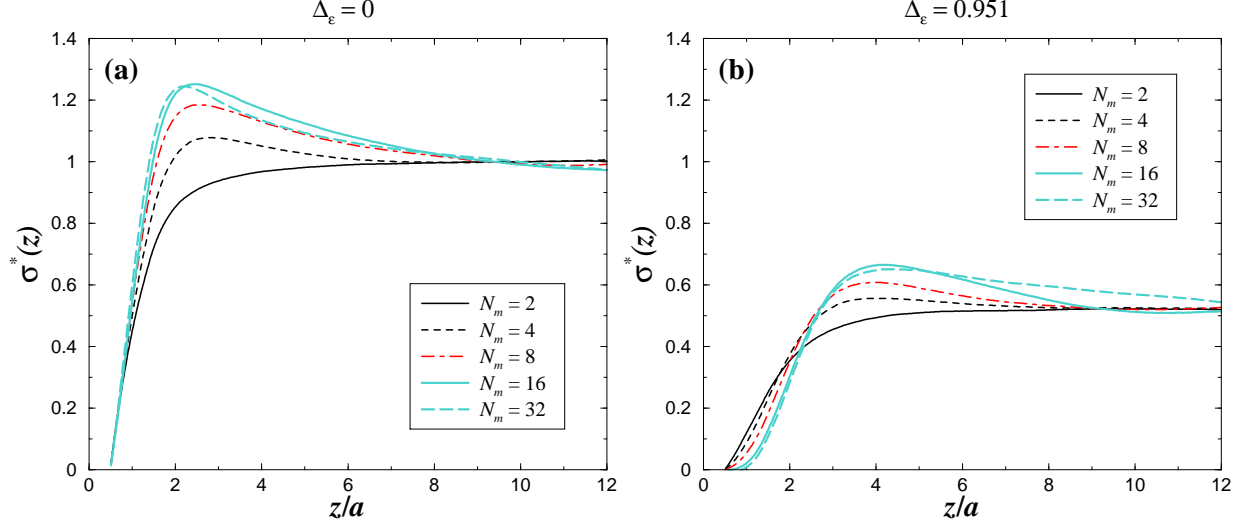 Δε = 0
(a)
σ*(z)
1.4
1.2
1
0.8
0.6
0.4
0.2
0
0 2 4 6 8 10 12
z/a
Nm = 2
Nm = 4
Nm = 8
Nm = 16
Nm = 32
Δε = 0.951
(b)
σ*(z)
1.4
1.2
1
0.8
0.6
0.4
0.2
0
0 2 4 6 8 10 12
z/a
Nm = 2
Nm = 4
Nm = 8
Nm = 16
Nm = 32